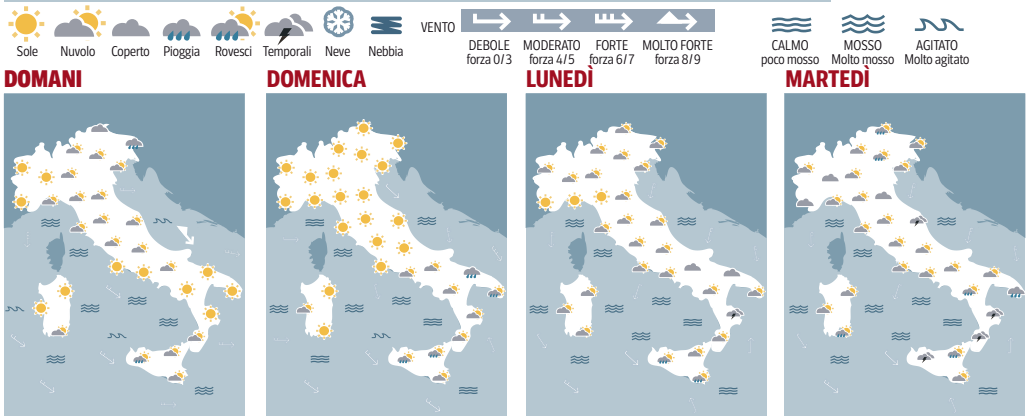 Sole Nuvolo Coperto Pioggia Rovesci Temporali Neve Nebbia
VENTO
DEBOLE
forza 0/3
MODERATO
forza 4/5
FORTE
forza 6/7
MOLTO FORTE
forza 8/9
CALMO
poco mosso
MOSSO
Molto mosso
AGITATO
Molto agitato
DOMANI
DOMENICA
LUNEDÌ
MARTEDÌ